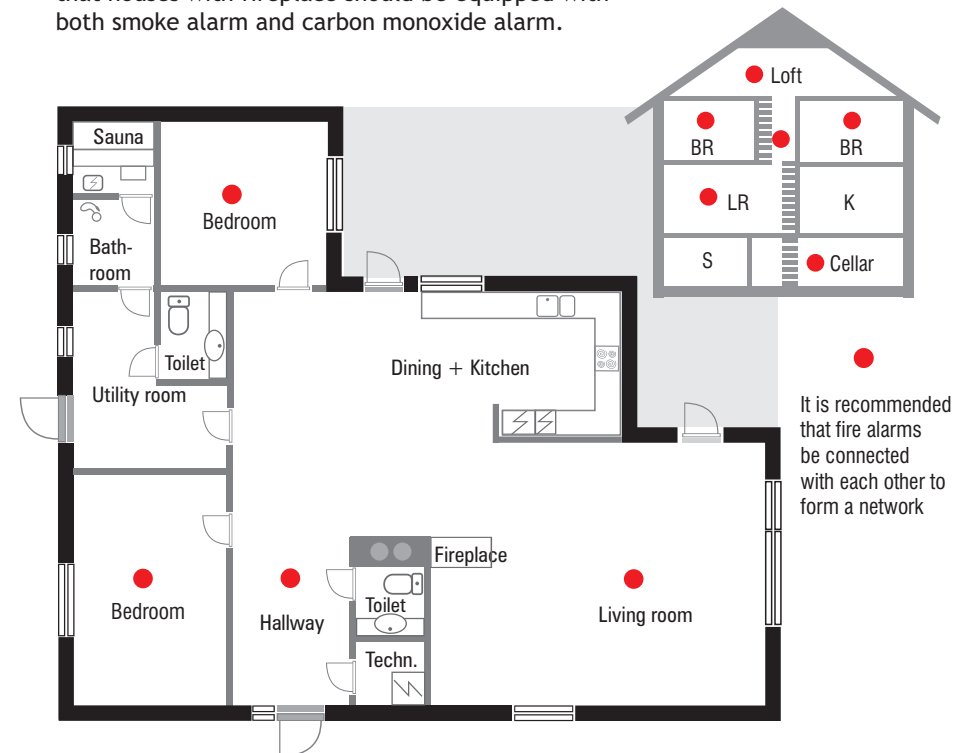 both smoke alarm and carbon monoxide alarm.
Loft
BR
BR
LR
K
S
Cellar
Sauna
Bedroom
Bath-
room
Toilet
Utility room
Dining + Kitchen
It is recommended
that fire alarms
be connected
with each other to
form a network
Fireplace
Bedroom
Hallway
Toilet
Living room
Techn.